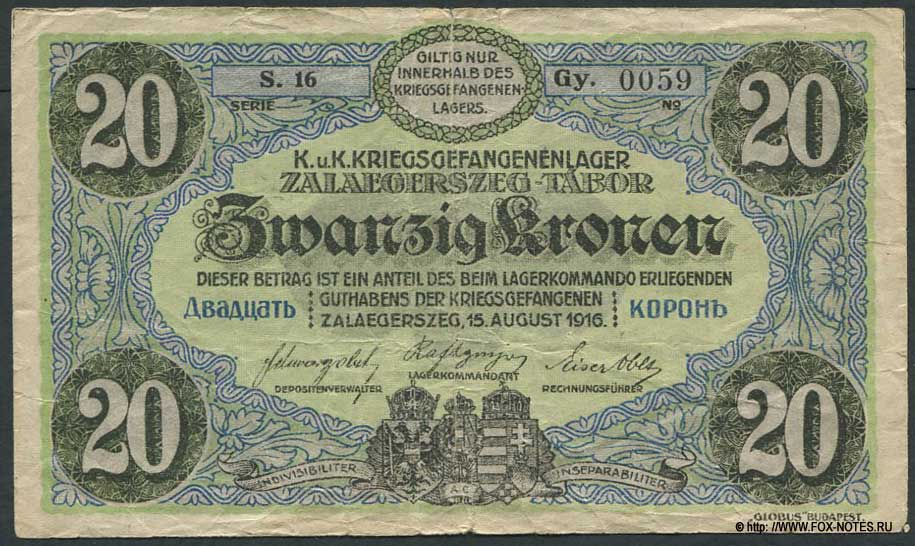 20
20
S. 16
SERIE
GILTIG NUR
INNERHALB DES
KRIEGSGEFANGENEN-
LAGERS.
Gy. 0059
No
K.u.K. KRIEGSGEFANGENENLAGER
ZALAEGERSZEG-TÁBOR
Zwanzig Kronen
DIESER BETRAG IST EIN ANTEIL DES BEIM LAGERKOMMANDO ERLIEGENDEN
Двадцать GUTHABENS DER KRIEGSGEFANGENEN КОРОНЪ
ZALAEGERSZEG, 15. AUGUST 1916.
DEPOSITENVERWALTER
LAGERKOMMANDANT
RECHNUNGSFÜHRER
20
20
INDIVISIBILITER
INSEPARABILITER
"GLOBUS" BUDAPEST.
© http://WWW.FOX-NOTES.RU